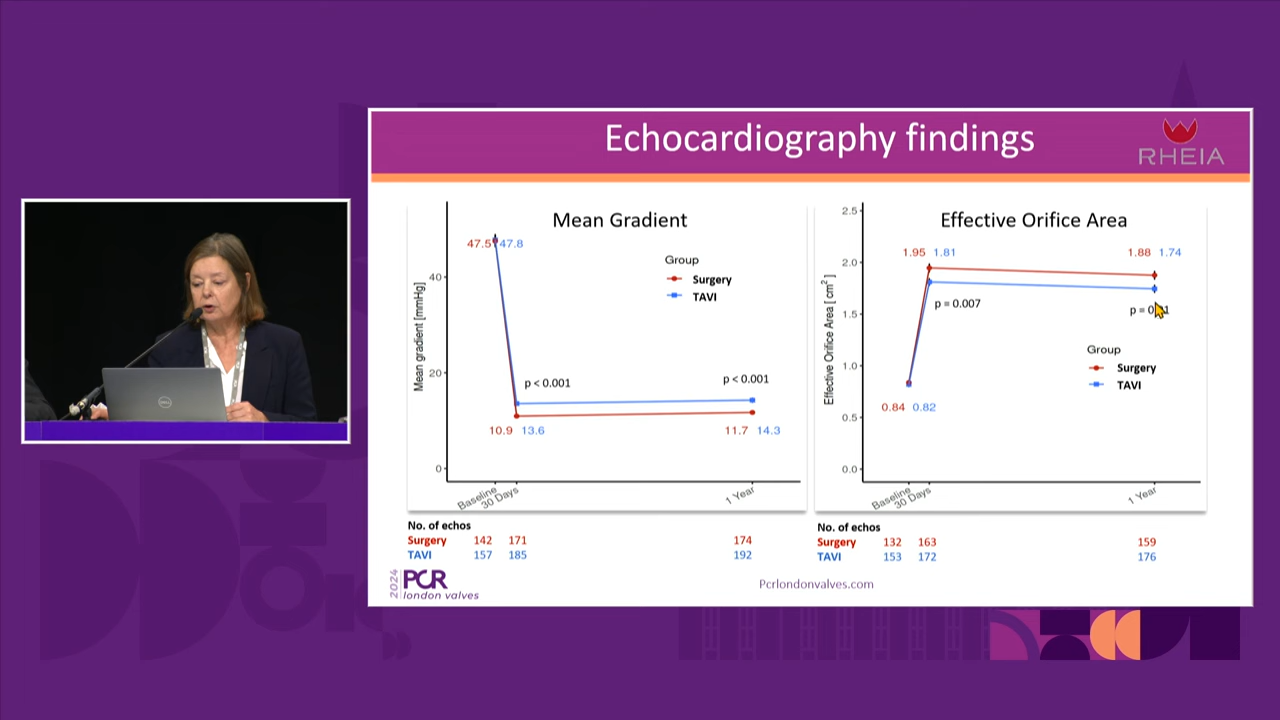 Echocardiography findings
RHEIA
Mean Gradient
47.5 47.8
Group
Surgery
TAVI
Mean gradient [mmHg]
40
20
0
p < 0.001
p < 0.001
10.9 13.6
11.7 14.3
Baseline
30 Days
1 Year
No. of echos
Surgery 142 171 174
TAVI 157 185 192
Effective Orifice Area
2.5
2.0
1.5
1.0
0.5
0.0
Effective Orifice Area [cm²]
1.95 1.81
1.88 1.74
p = 0.007
p =
Group
Surgery
TAVI
0.84 0.82
Baseline
30 Days
1 Year
No. of echos
Surgery 132 163 159
TAVI 153 172 176
2024
PCR
london valves
Pcrlondonvalves.com
DELL